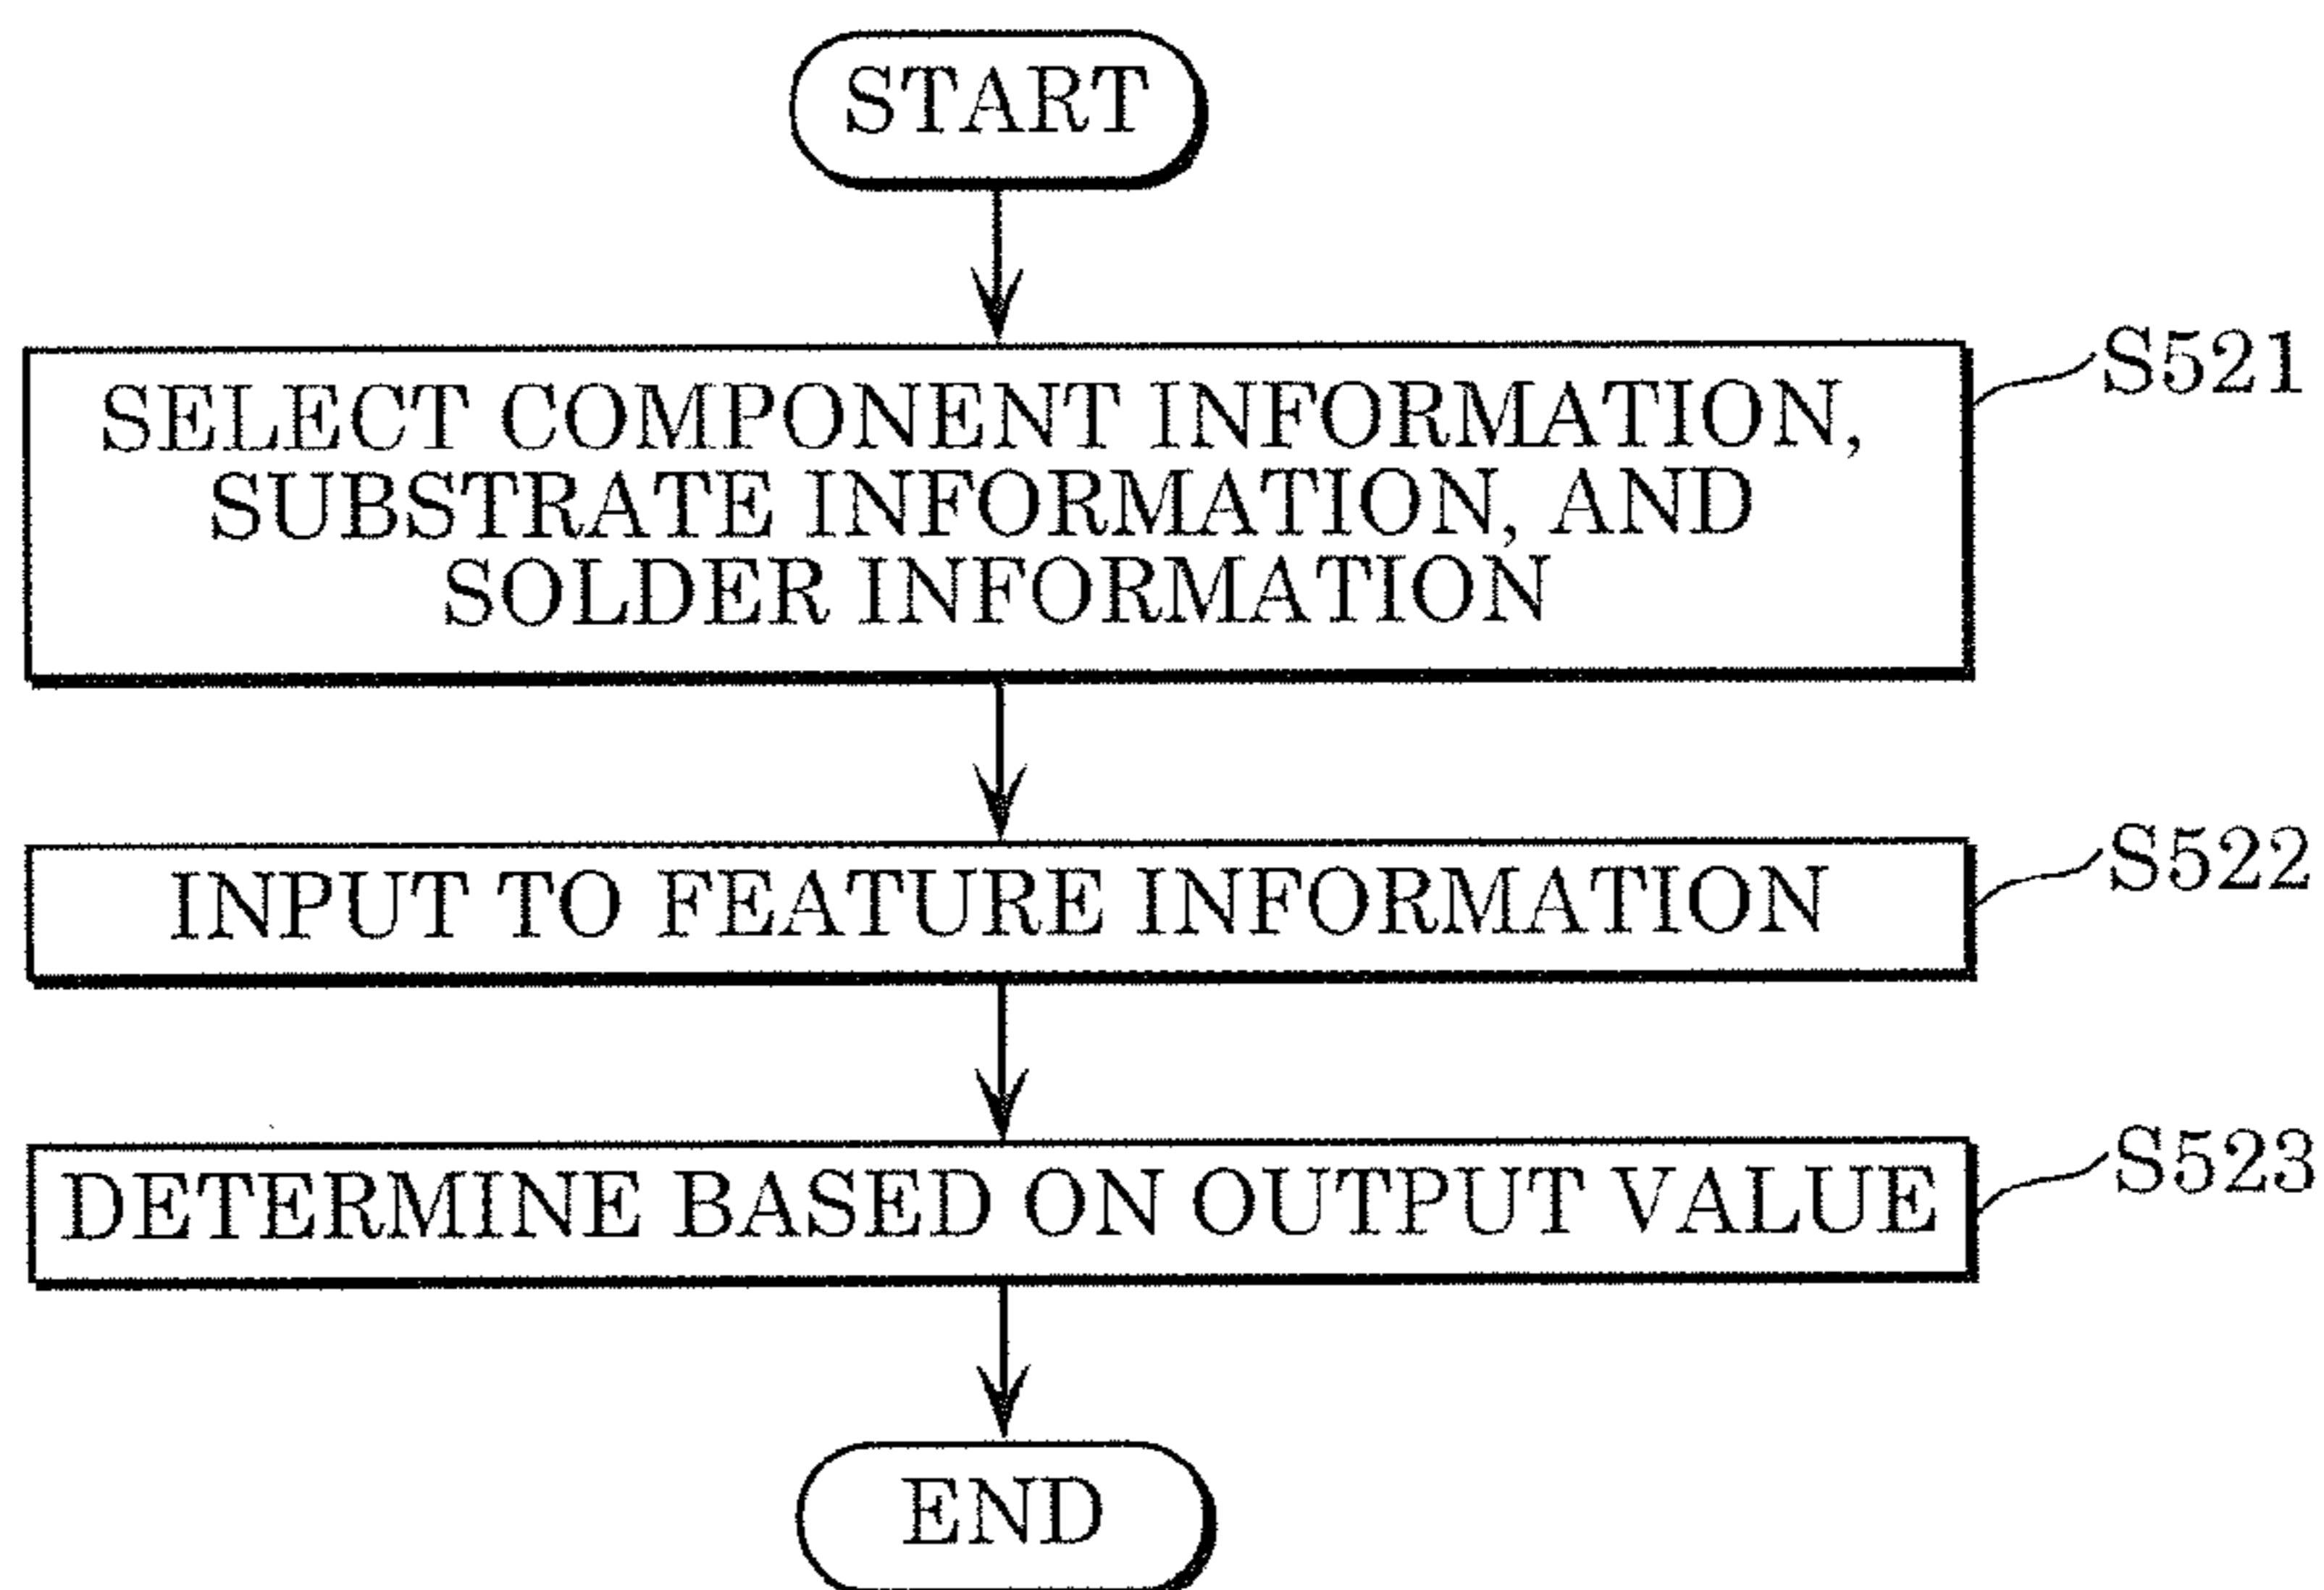 START
S521
SELECT COMPONENT INFORMATION,
SUBSTRATE INFORMATION, AND
SOLDER INFORMATION
S522
INPUT TO FEATURE INFORMATION
S523
DETERMINE BASED ON OUTPUT VALUE
END